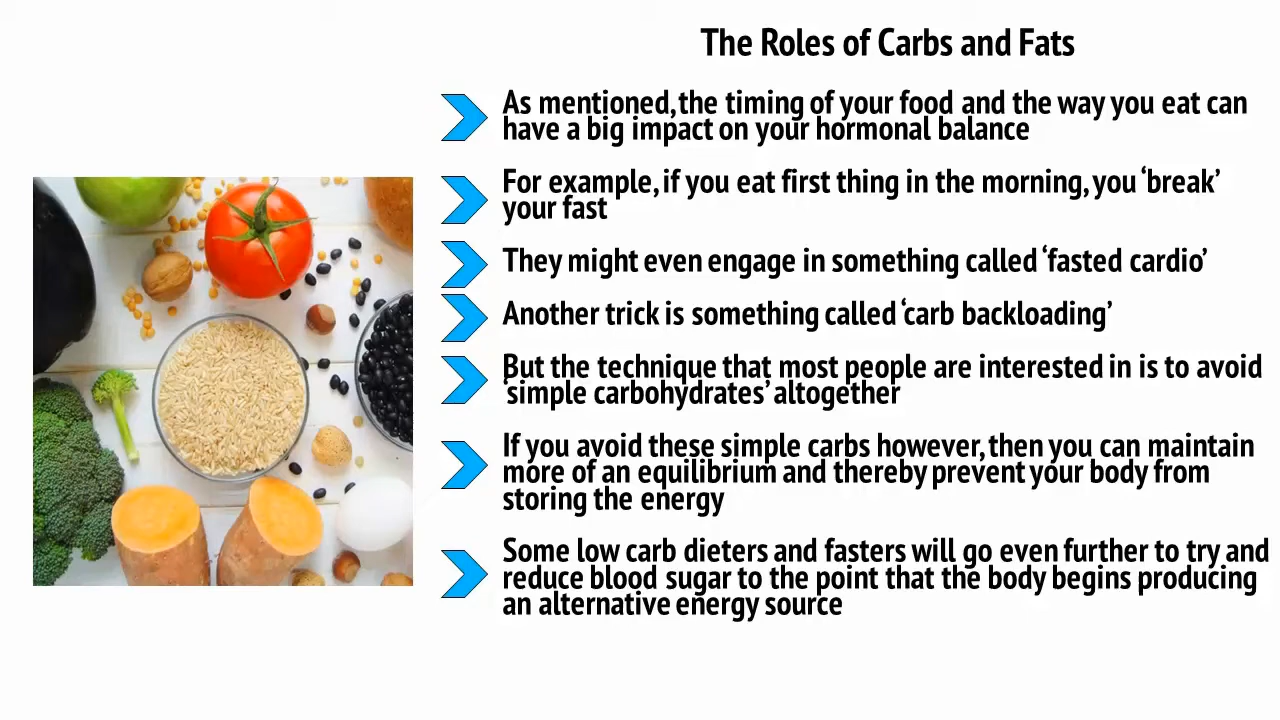 The Roles of Carbs and Fats
As mentioned, the timing of your food and the way you eat can
have a big impact on your hormonal balance
For example, if you eat first thing in the morning, you ‘break’
your fast
They might even engage in something called ‘fasted cardio’
Another trick is something called ‘carb backloading’
But the technique that most people are interested in is to avoid
‘simple carbohydrates’ altogether
If you avoid these simple carbs however, then you can maintain
more of an equilibrium and thereby prevent your body from
storing the energy
Some low carb dieters and fasters will go even further to try and
reduce blood sugar to the point that the body begins producing
an alternative energy source